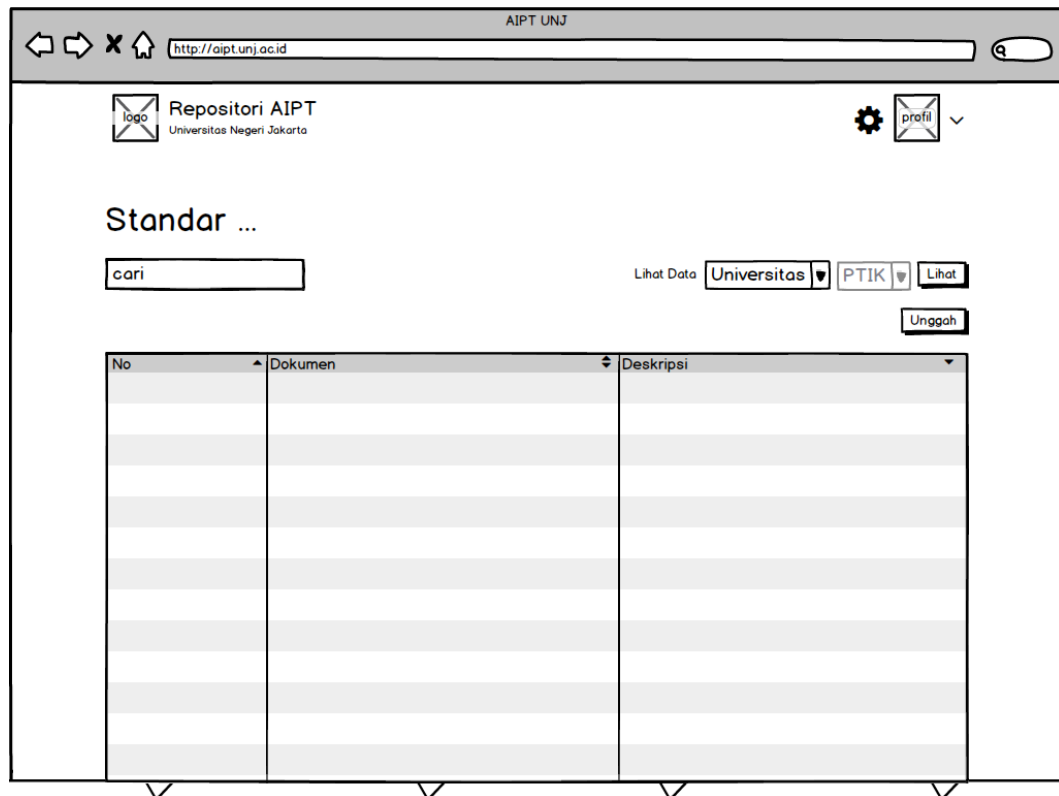 AIPT UNJ
http://aipt.unj.ac.id
logo
Repositori AIPT
Universitas Negeri Jakarta
profil
Standar ...
cari
Lihat Data Universitas PTIK Lihat
Unggah
No Dokumen Deskripsi